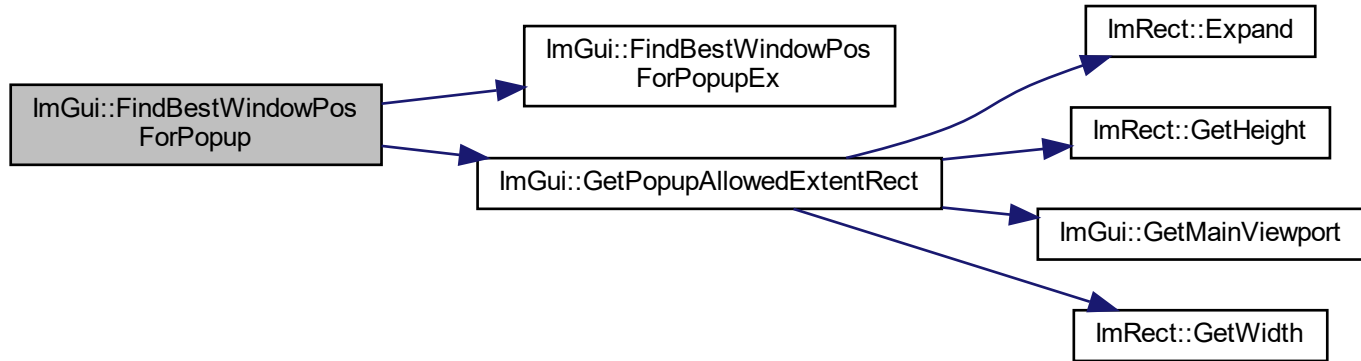 ImGui::FindBestWindowPos
ForPopup
ImGui::FindBestWindowPos
ForPopupEx
ImGui::GetPopupAllowedExtentRect
ImRect::Expand
ImRect::GetHeight
ImGui::GetMainViewport
ImRect::GetWidth